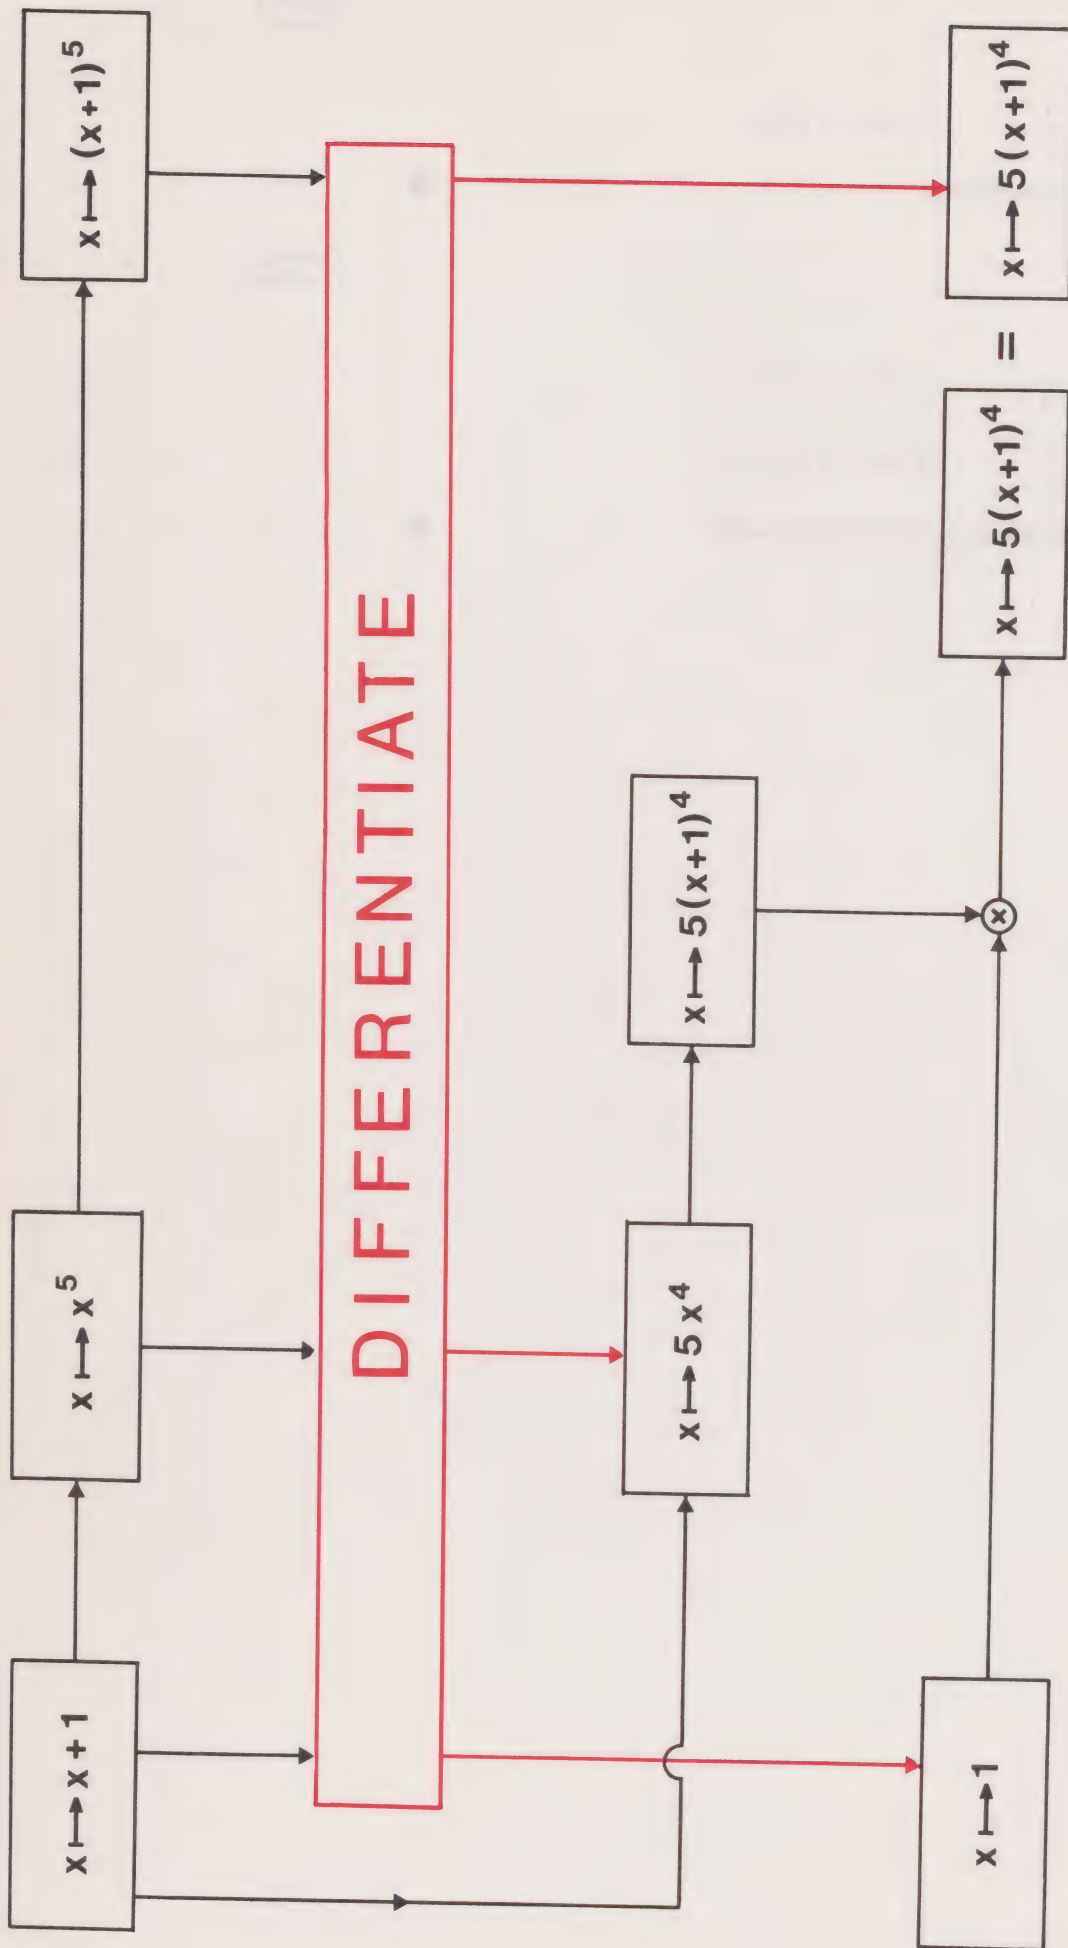 x ⟼ x + 1
x ⟼ x⁵
x ⟼ (x+1)⁵
DIFFERENTIATE
x ⟼ 5x⁴
x ⟼ 5(x+1)⁴
x ⟼ 1
×
x ⟼ 5(x+1)⁴ = x ⟼ 5(x+1)⁴